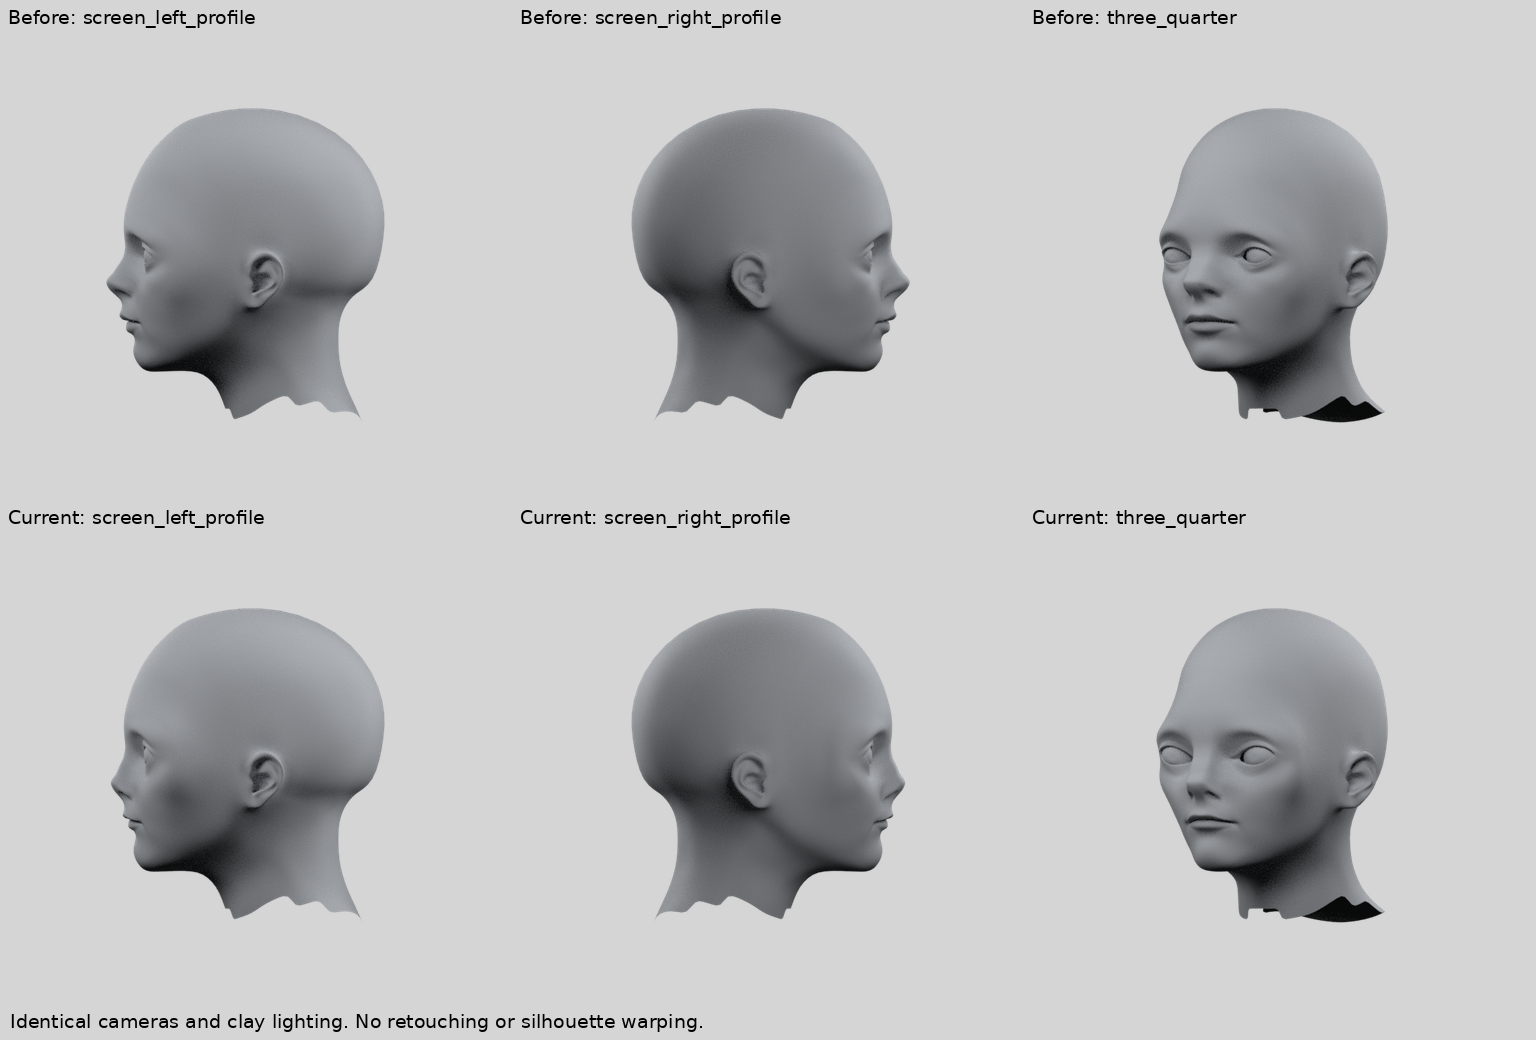 Before: screen_left_profile
Before: screen_right_profile
Before: three_quarter
Current: screen_left_profile
Current: screen_right_profile
Current: three_quarter
Identical cameras and clay lighting. No retouching or silhouette warping.